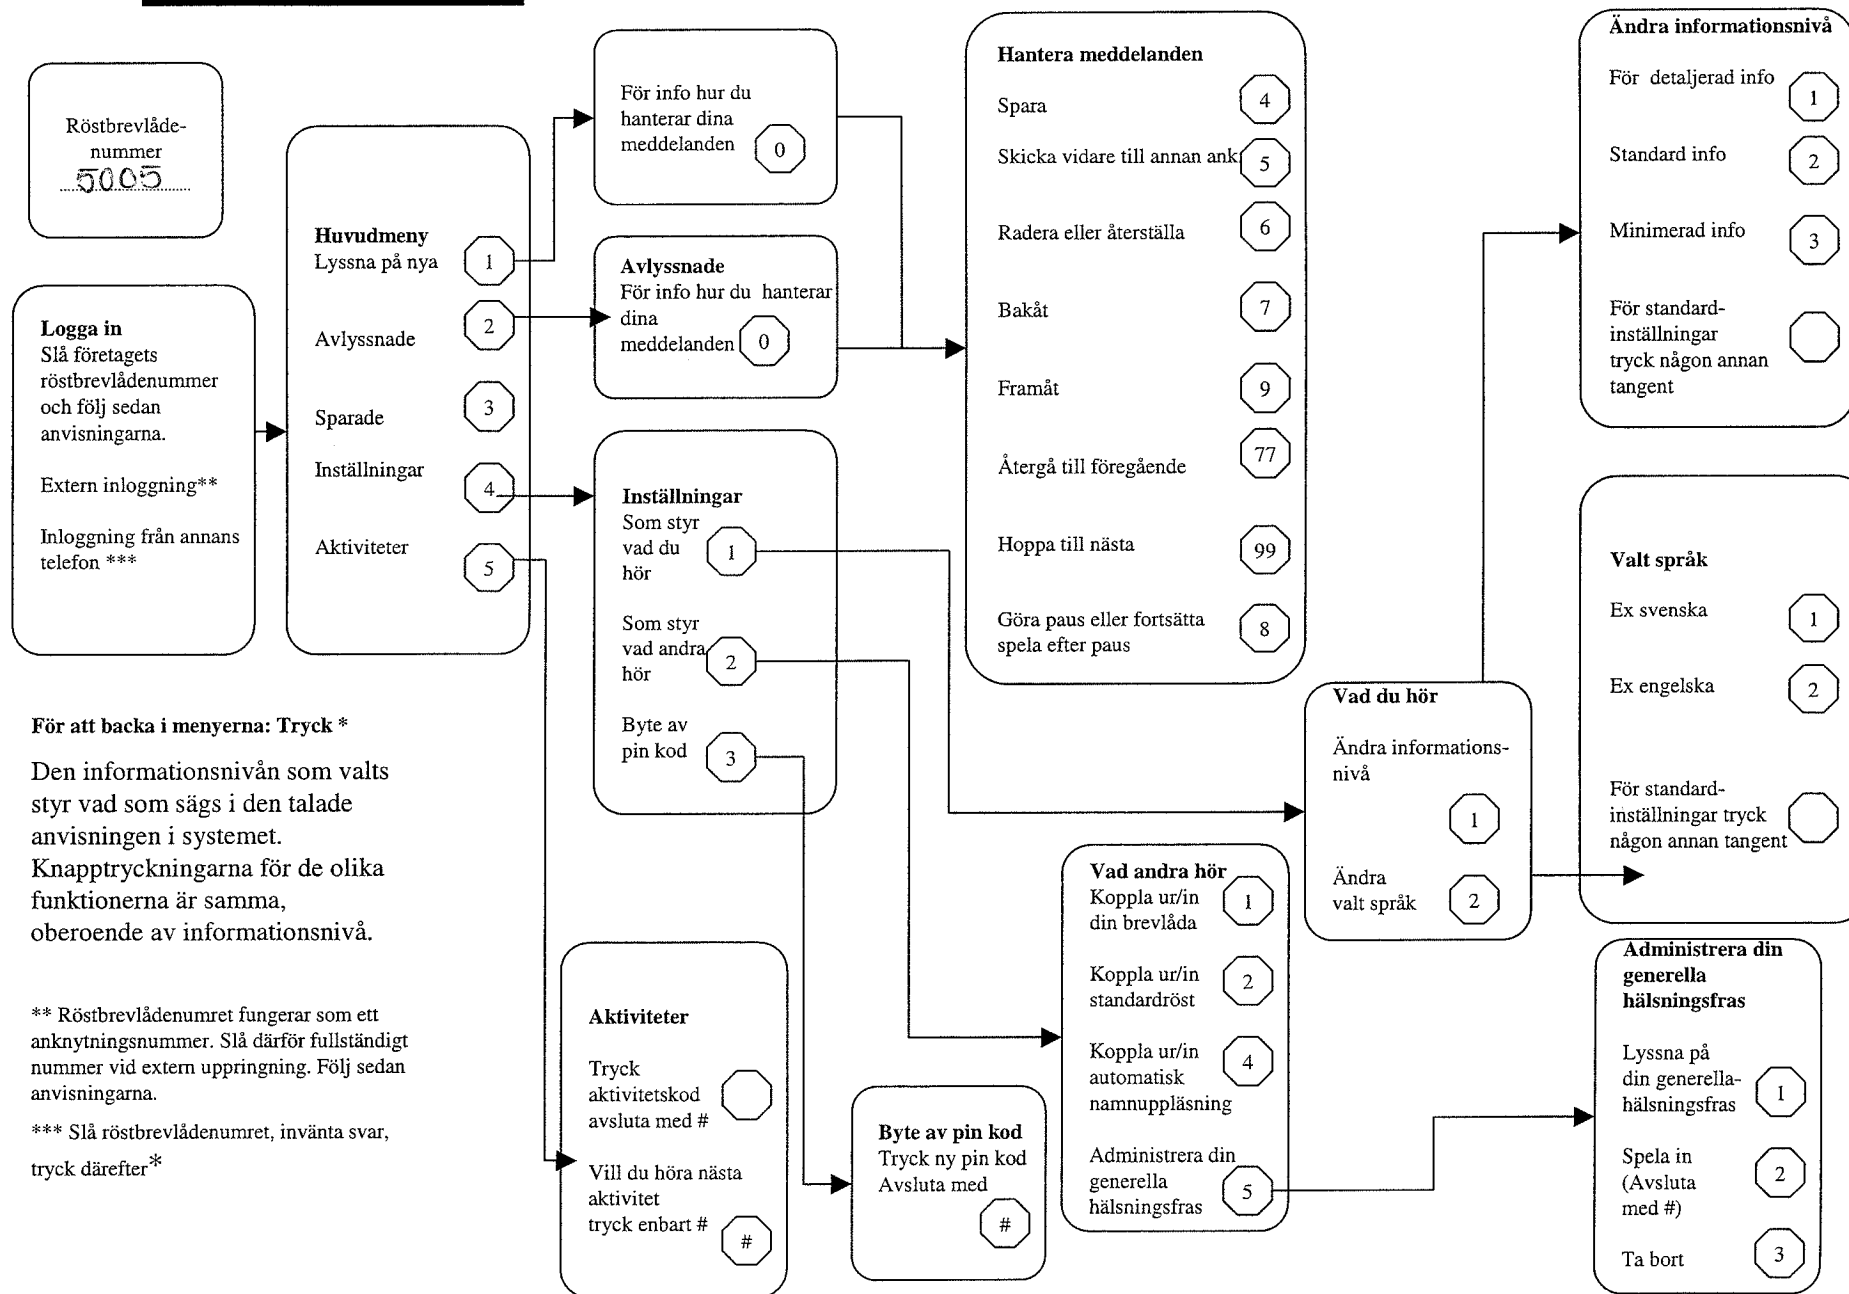 Röstbrevlåde-
nummer
5005
Logga in
Slå företagets
röstbrevlådenummer
och följ sedan
anvisningarna.
Extern inloggning**
Inloggning från annans
telefon ***
Huvudmeny
Lyssna på nya 1
Avlyssnade 2
Sparade 3
Inställningar 4
Aktiviteter 5
För info hur du
hanterar dina
meddelanden 0
Avlyssnade
För info hur du hanterar
dina
meddelanden 0
Inställningar
Som styr
vad du 1
hör
Som styr
vad andra 2
hör
Byte av
pin kod 3
Hantera meddelanden
Spara 4
Skicka vidare till annan ank 5
Radera eller återställa 6
Bakåt 7
Framåt 9
Återgå till föregående 77
Hoppa till nästa 99
Göra paus eller fortsätta 8
spela efter paus
Ändra informationsnivå
För detaljerad info 1
Standard info 2
Minimerad info 3
För standard-
inställningar
tryck någon annan
tangent
Valt språk
Ex svenska 1
Ex engelska 2
För standard-
inställningar tryck
någon annan tangent
Vad du hör
Ändra informations-
nivå
1
Ändra
valt språk 2
Vad andra hör
Koppla ur/in 1
din brevlåda
Koppla ur/in 2
standardröst
Koppla ur/in 4
automatisk
namnuppläsning
Administrera din
generella 5
hälsningsfras
Administrera din
generella
hälsningsfras
Lyssna på
din generella- 1
hälsningsfras
Spela in
(Avsluta 2
med #)
Ta bort 3
Aktiviteter
Tryck
aktivitetskod
avsluta med #
Vill du höra nästa
aktivitet
tryck enbart # #
Byte av pin kod
Tryck ny pin kod
Avsluta med
#
För att backa i menyerna: Tryck *
Den informationsnivån som valts
styr vad som sägs i den talade
anvisningen i systemet.
Knapptryckningarna för de olika
funktionerna är samma,
oberoende av informationsnivå.
** Röstbrevlådenumret fungerar som ett
anknytningsnummer. Slå därför fullständigt
nummer vid extern uppringning. Följ sedan
anvisningarna.
*** Slå röstbrevlådenumret, invänta svar,
tryck därefter*